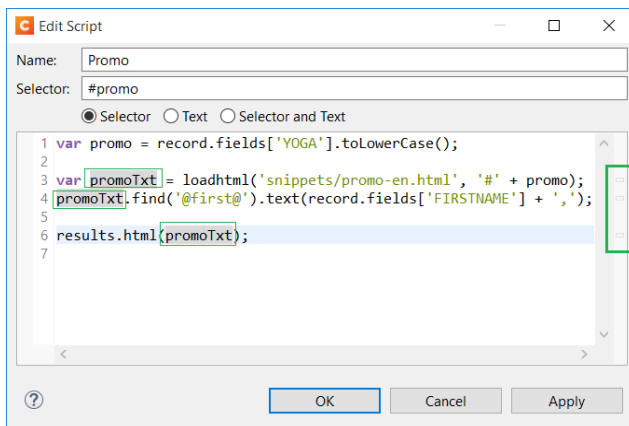 C Edit Script
Name: Promo
Selector: #promo
Selector Text Selector and Text
1 var promo = record.fields['YOGA'].toLowerCase();
2
3 var promoTxt = loadhtml('snippets/promo-en.html', '#' + promo);
4 promoTxt.find('@first@').text(record.fields['FIRSTNAME'] + ',');
5
6 results.html(promoTxt);
7
? OK Cancel Apply